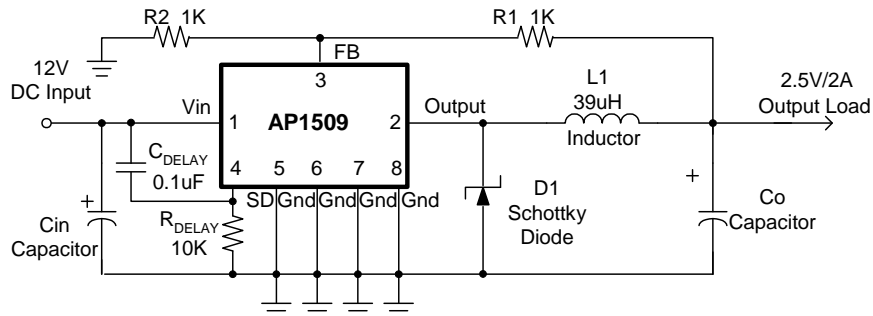 R2 1K
R1 1K
FB
12V
DC Input
3
L1
39uH
Inductor
2.5V/2A
Output Load
Vin
1
AP1509
2
Output
CDELAY
0.1uF
4
5
6
7
8
SD Gnd Gnd Gnd Gnd
+
Cin
Capacitor
RDELAY
10K
D1
Schottky
Diode
+
Co
Capacitor